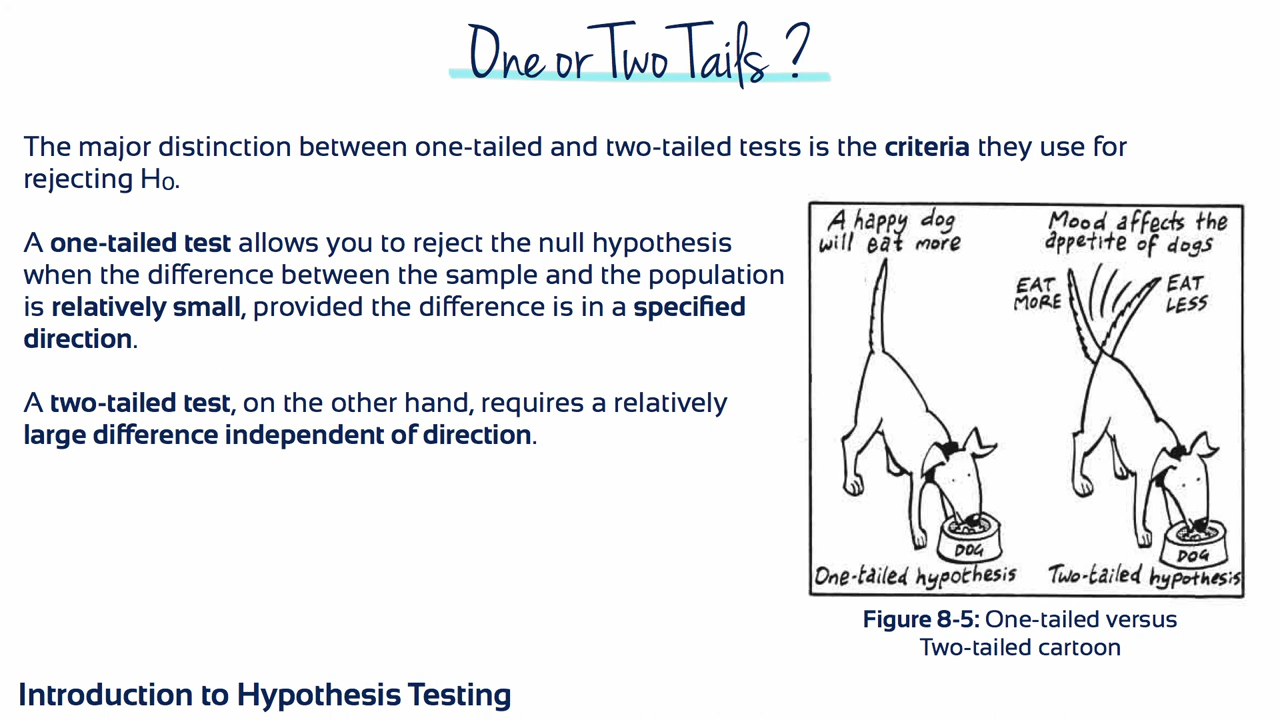 One or Two Tails ?
The major distinction between one-tailed and two-tailed tests is the criteria they use for
rejecting H₀.
A one-tailed test allows you to reject the null hypothesis
when the difference between the sample and the population
is relatively small, provided the difference is in a specified
direction.
A two-tailed test, on the other hand, requires a relatively
large difference independent of direction.
A happy dog
will eat more
Mood affects the
appetite of dogs
EAT
MORE
EAT
LESS
DOG
DOG
One-tailed hypothesis
Two-tailed hypothesis
Figure 8-5: One-tailed versus
Two-tailed cartoon
Introduction to Hypothesis Testing